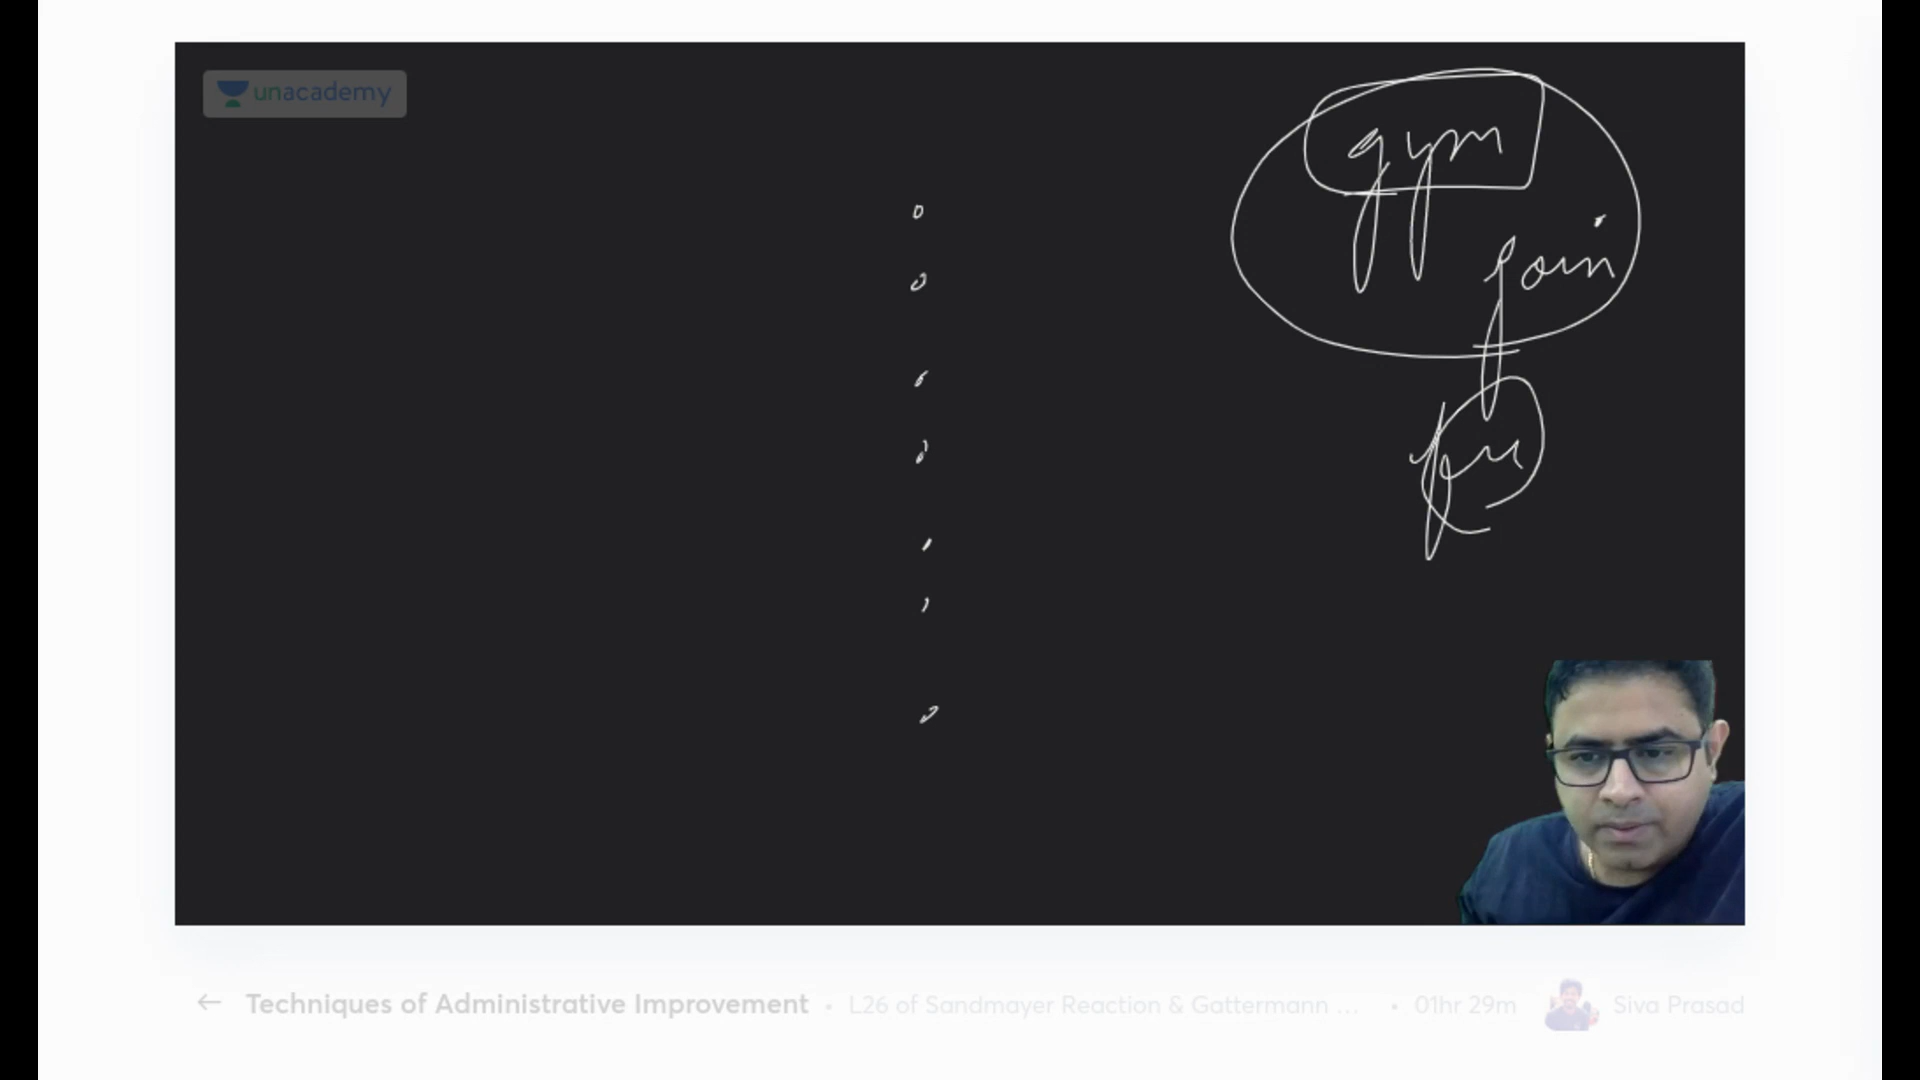 unacademy
gym
join
Techniques of Administrative Improvement • L26 of Sandmayer Reaction & Gattermann ... • 01hr 29m Siva Prasad